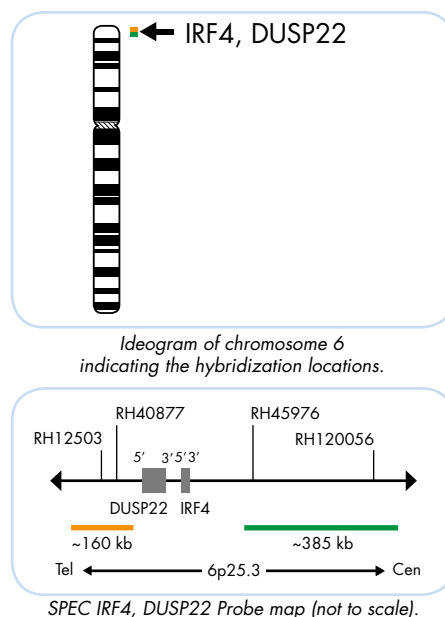 IRF4, DUSP22
Ideogram of chromosome 6
indicating the hybridization locations.
RH40877 RH45976
RH12503 RH120056
5’ 3’ 5’ 3’
DUSP22 IRF4
~160 kb ~385 kb
Tel 6p25.3 Cen
SPEC IRF4, DUSP22 Probe map (not to scale).